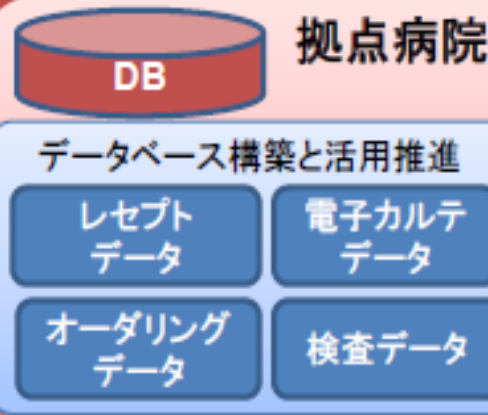 DB
拠点病院
データベース構築と活用推進
レセプト
データ
電子カルテ
データ
オーダリング
データ
検査データ